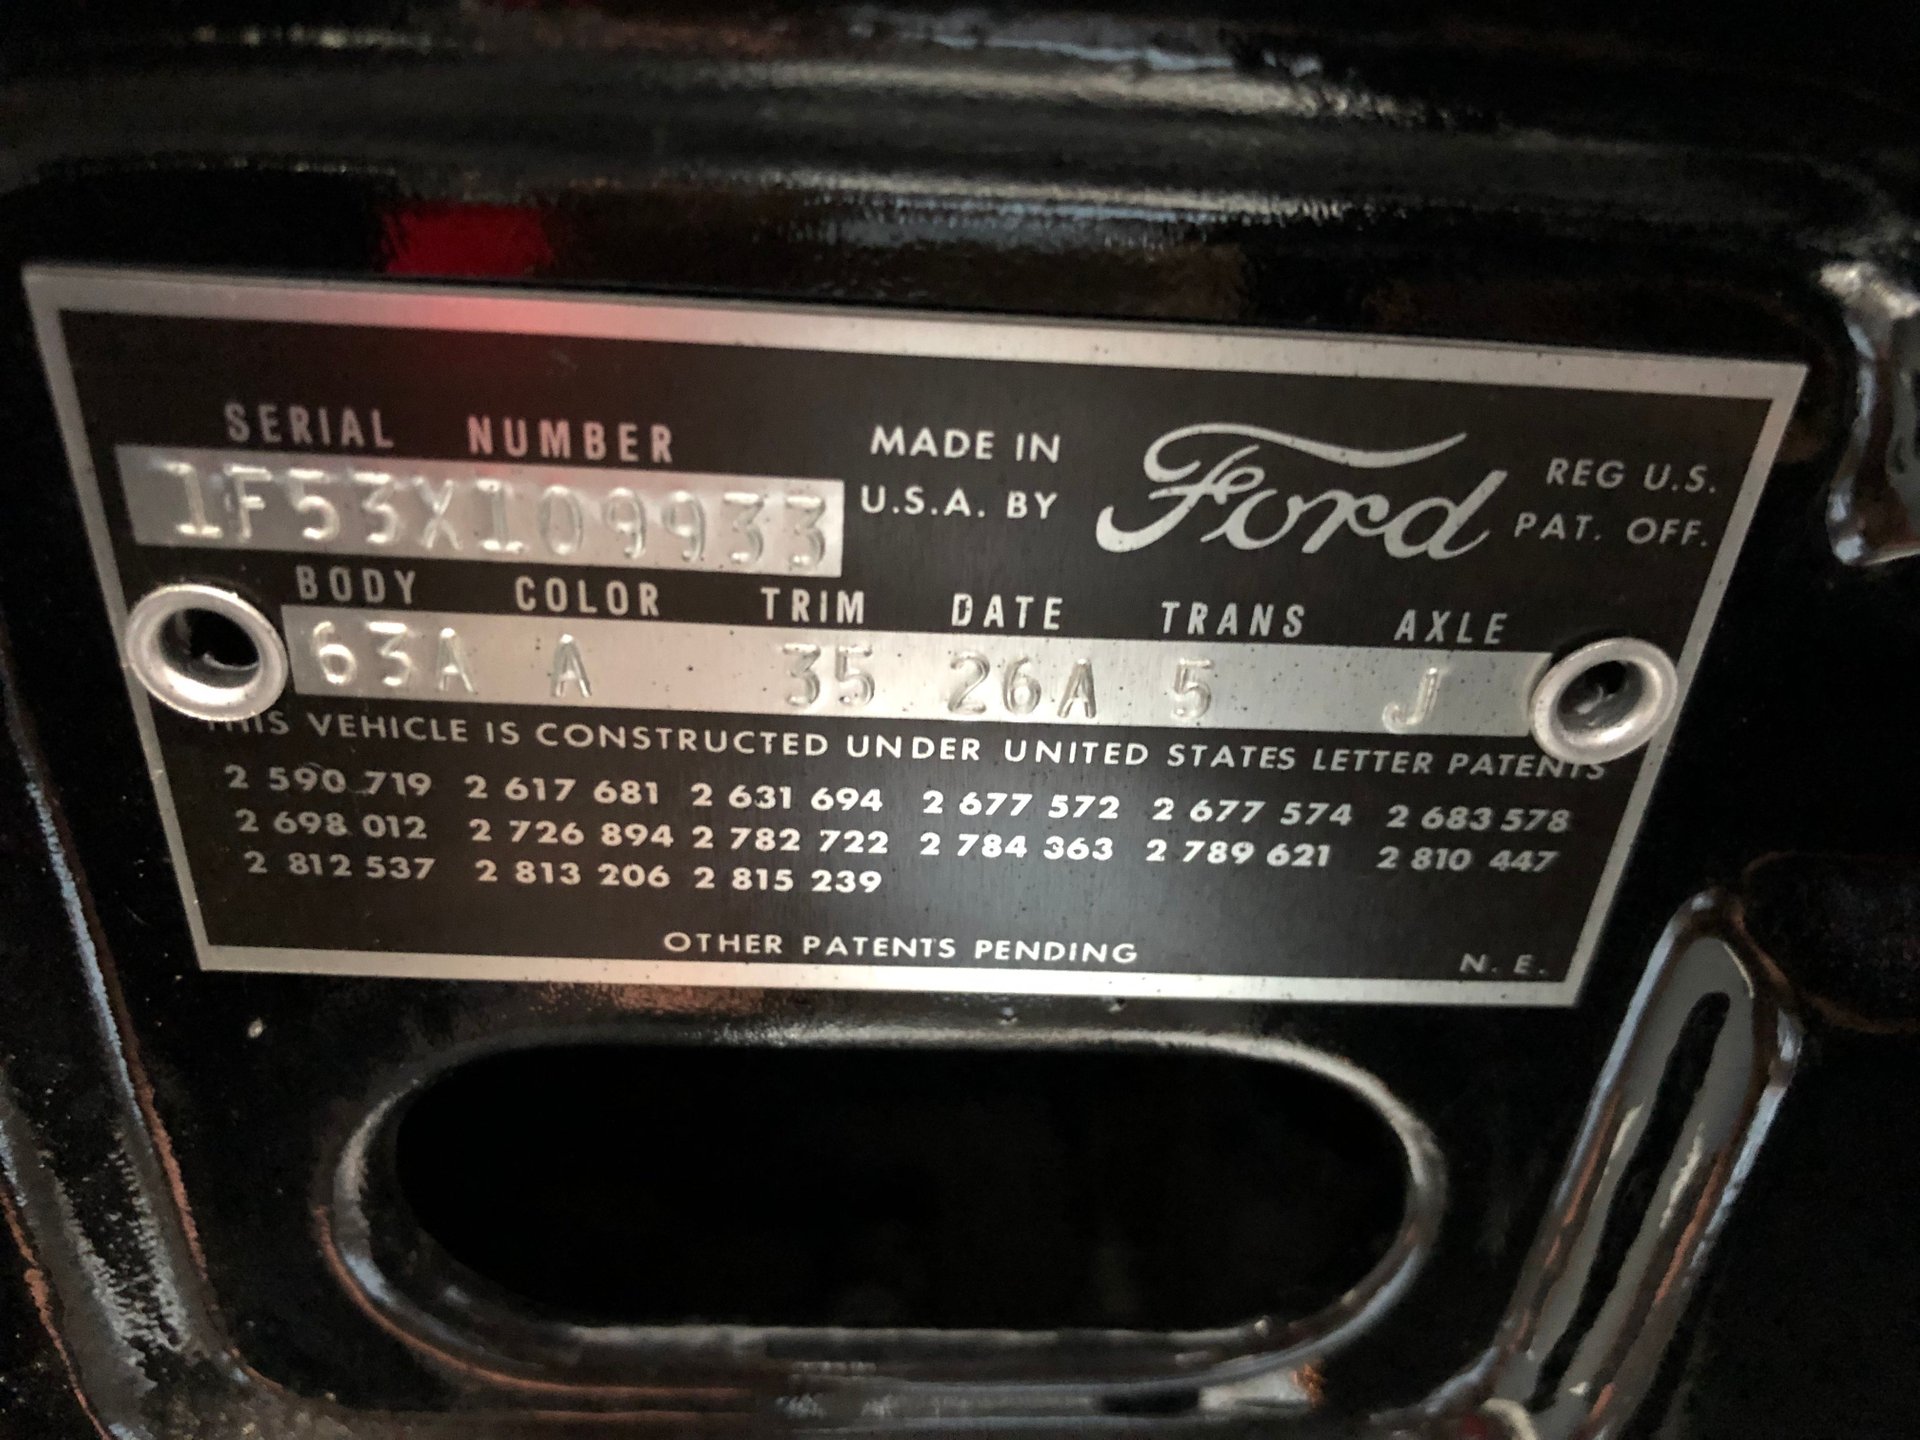 SERIAL NUMBER
1F53X109933
MADE IN
U.S.A. BY
Ford
REG U.S.
PAT. OFF.
BODY COLOR TRIM DATE TRANS AXLE
63A A 35 26A 5 J
THIS VEHICLE IS CONSTRUCTED UNDER UNITED STATES LETTER PATENTS
2 590 719 2 617 681 2 631 694 2 677 572 2 677 574 2 683 578
2 698 012 2 726 894 2 782 722 2 784 363 2 789 621 2 810 447
2 812 537 2 813 206 2 815 239
OTHER PATENTS PENDING
N. E.